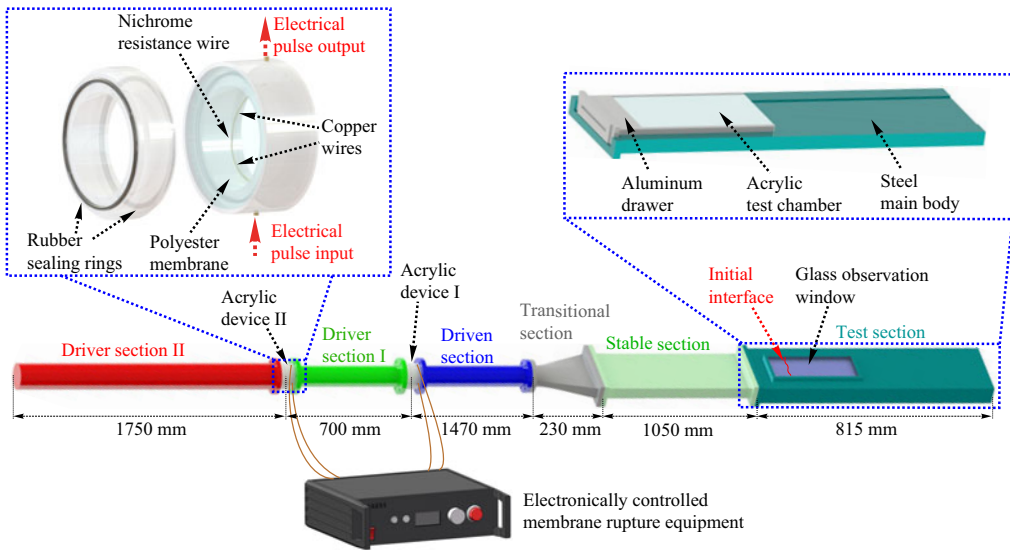 Nichrome
resistance wire
Electrical
pulse output
Copper
wires
Rubber
sealing rings
Polyester
membrane
Electrical
pulse input
Aluminum
drawer
Acrylic
test chamber
Steel
main body
Acrylic
device II
Acrylic
device I
Transitional
section
Initial
interface
Glass observation
window
Driver section II
Driver
section I
Driven
section
Stable section
Test section
1750 mm
700 mm
1470 mm
230 mm
1050 mm
815 mm
Electronically controlled
membrane rupture equipment